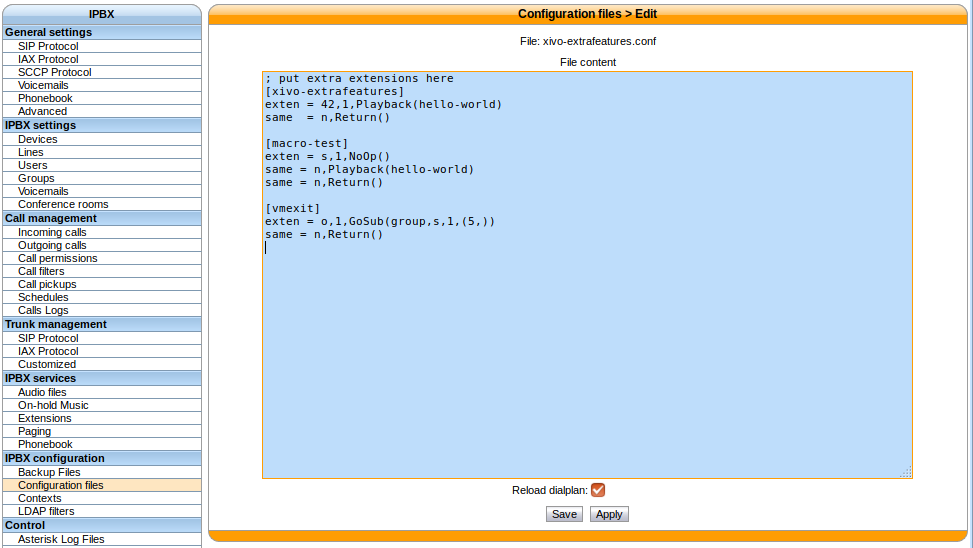 IPBX
General settings
SIP Protocol
IAX Protocol
SCCP Protocol
Voicemails
Phonebook
Advanced
IPBX settings
Devices
Lines
Users
Groups
Voicemails
Conference rooms
Call management
Incoming calls
Outgoing calls
Call permissions
Call filters
Call pickups
Schedules
Calls Logs
Trunk management
SIP Protocol
IAX Protocol
Customized
IPBX services
Audio files
On-hold Music
Extensions
Paging
Phonebook
IPBX configuration
Backup Files
Configuration files
Contexts
LDAP filters
Control
Asterisk Log Files
Configuration files > Edit
File: xivo-extrafeatures.conf
File content
; put extra extensions here
[xivo-extrafeatures]
exten = 42,1,Playback(hello-world)
same  = n,Return()
[macro-test]
exten = s,1,NoOp()
same = n,Playback(hello-world)
same = n,Return()
[vmexit]
exten = o,1,GoSub(group,s,1,(5,))
same = n,Return()
Reload dialplan:
Save Apply